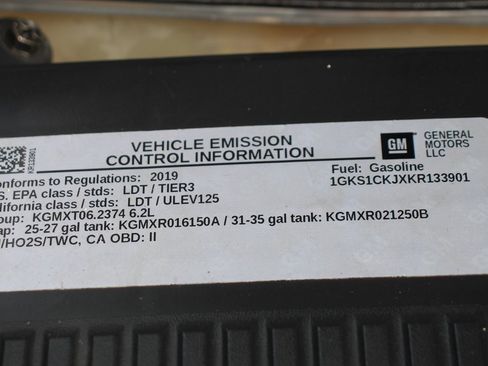 KR133901
VEHICLE EMISSION
CONTROL INFORMATION
GM
GENERAL
MOTORS
LLC
onforms to Regulations: 2019
Fuel: Gasoline
S. EPA class / stds: LDT / TIER3
1GKS1CKJXKR133901
class / stds: LDT / ULEV125
oup: KGMXT06.2374 6.2L
ap: 25-27 gal tank: KGMXR016150A / 31-35 gal tank: KGMXR021250B
/HO2S/TWC, CA OBD: II